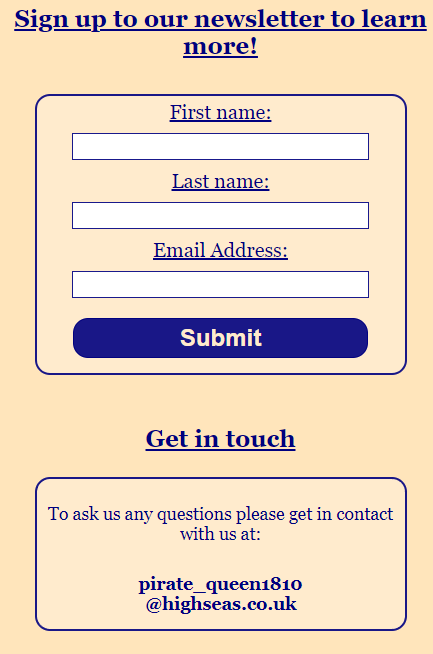 Sign up to our newsletter to learn
more!
First name:
Last name:
Email Address:
Submit
Get in touch
To ask us any questions please get in contact
with us at:
pirate_queen1810
@highseas.co.uk